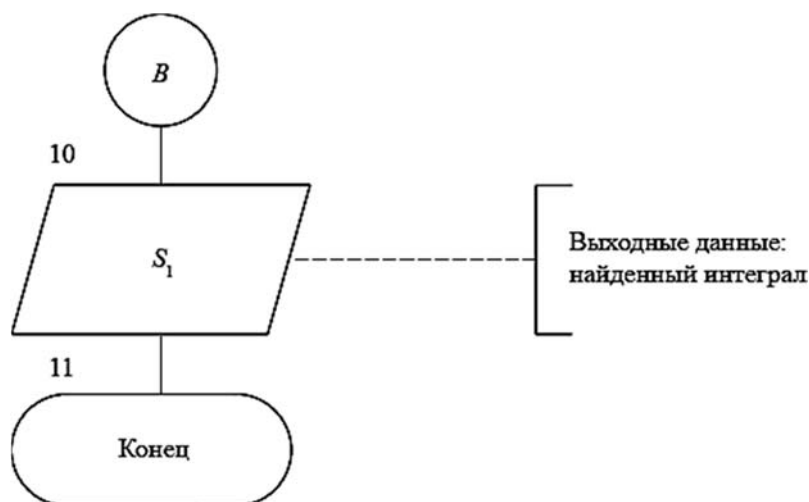 B
10
S₁
Выходные данные:
найденный интеграл
11
Конец